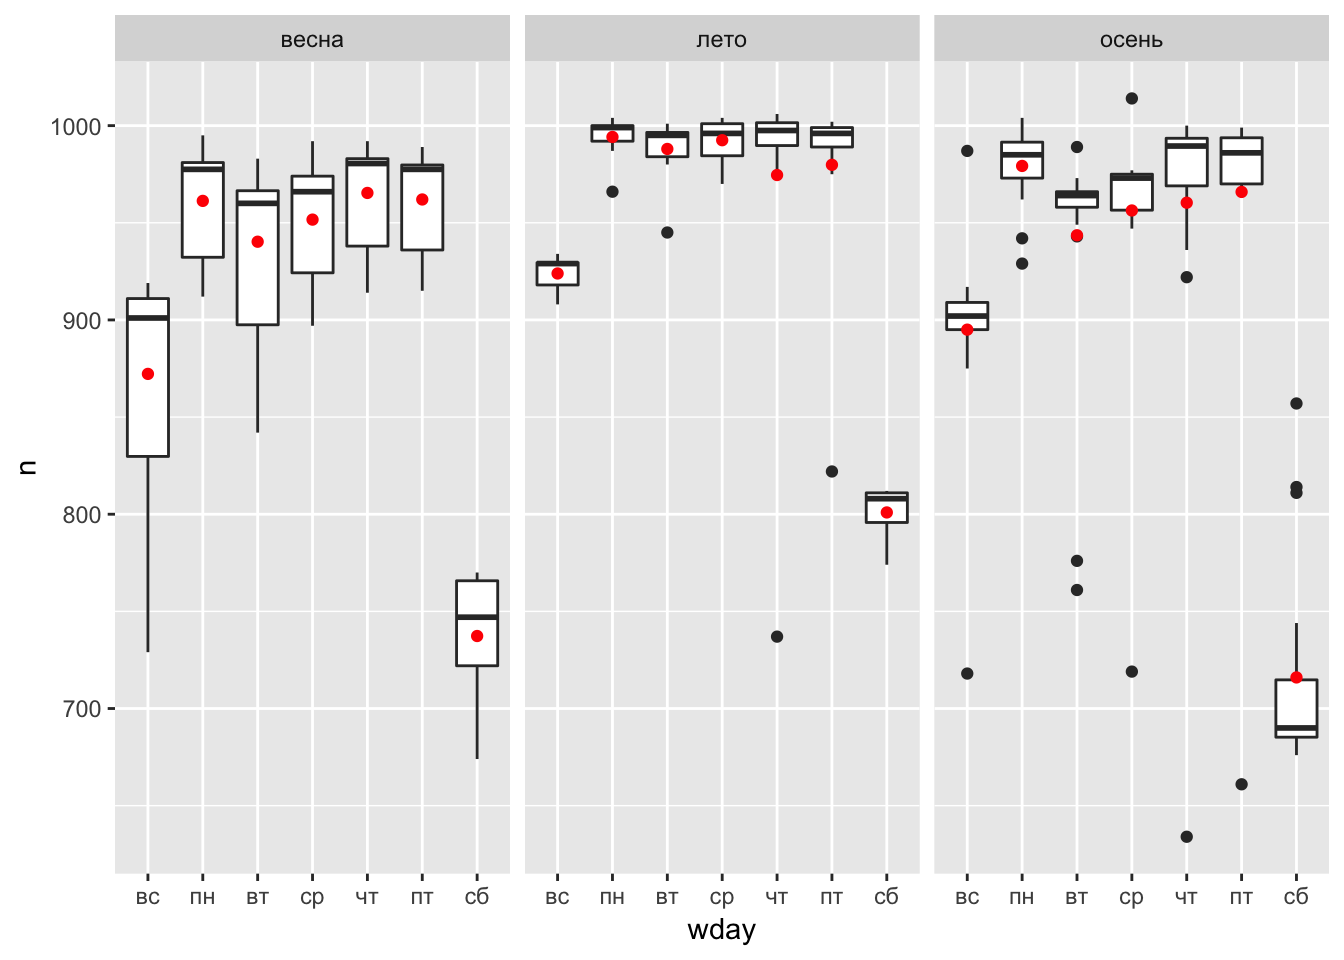 весна лето осень
1000
900
800
700
n
вс пн вт ср чт пт сб вс пн вт ср чт пт сб вс пн вт ср чт пт сб
wday